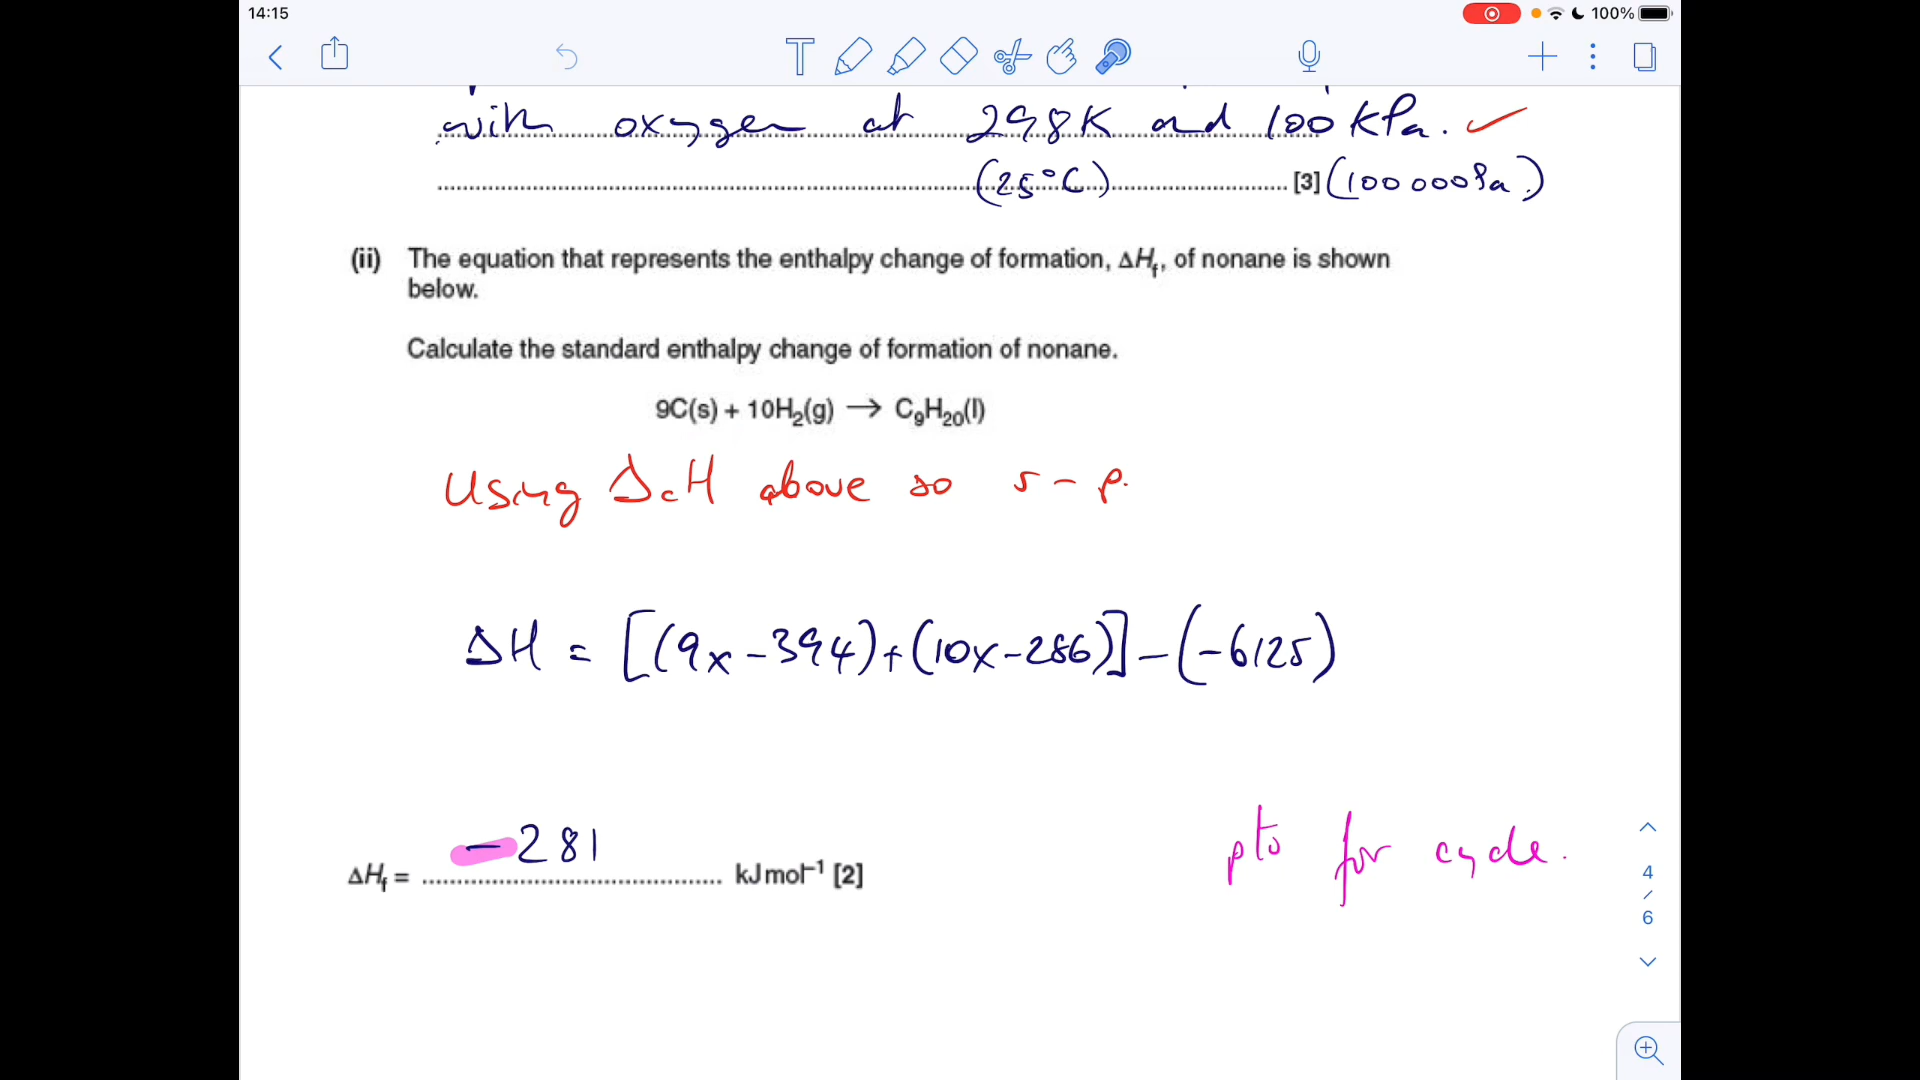 14:15
100%
with oxygen at 298K and 100 kPa.
(25°C) [3] (100 000Pa.)
(ii) The equation that represents the enthalpy change of formation, ΔHf, of nonane is shown
below.
Calculate the standard enthalpy change of formation of nonane.
9C(s) + 10H₂(g) → C₉H₂₀(l)
Using ΔcH above so r - p.
ΔH = [(9x-394)+(10x-286)]-(-6125)
-281
ΔHf = ........................................ kJ mol⁻¹ [2]
pto for cycle.
4
/
6